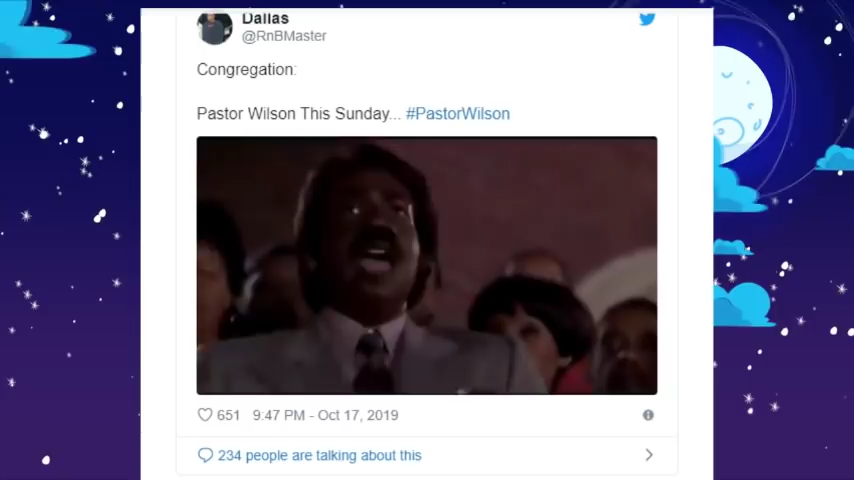 Dallas
@RnBMaster
Congregation:
Pastor Wilson This Sunday... #PastorWilson
651 9:47 PM - Oct 17, 2019
234 people are talking about this